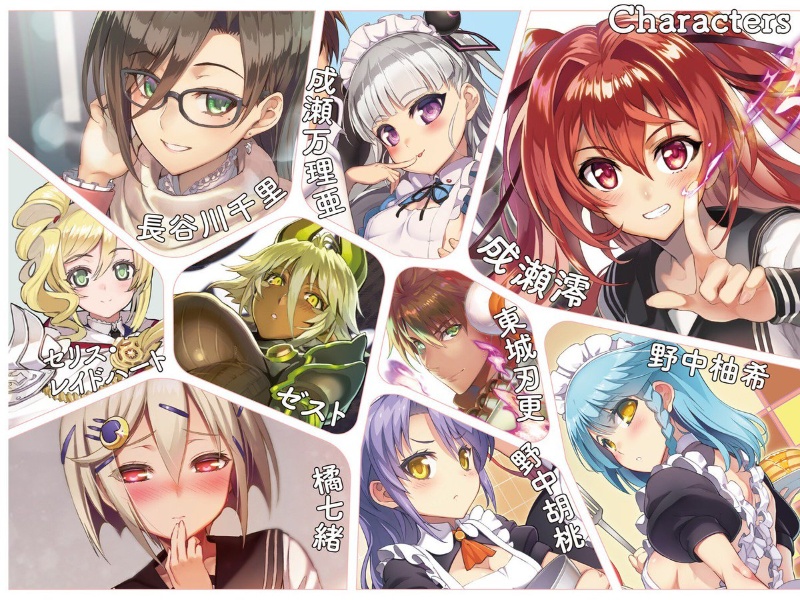 Characters
長谷川千里
成瀬万理亜
成瀬澪
セリス・
レイドハート
ゼスト
東城刃更
野中柚希
橘七緒
野中胡桃